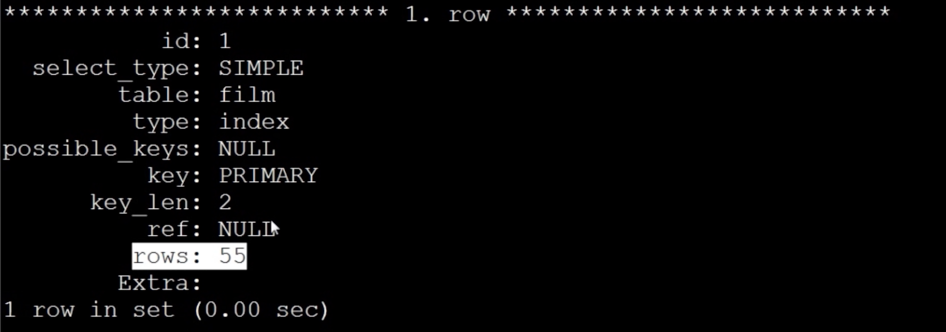 *************************** 1. row ***************************
id: 1
select_type: SIMPLE
table: film
type: index
possible_keys: NULL
key: PRIMARY
key_len: 2
ref: NULL
rows: 55
Extra:
1 row in set (0.00 sec)